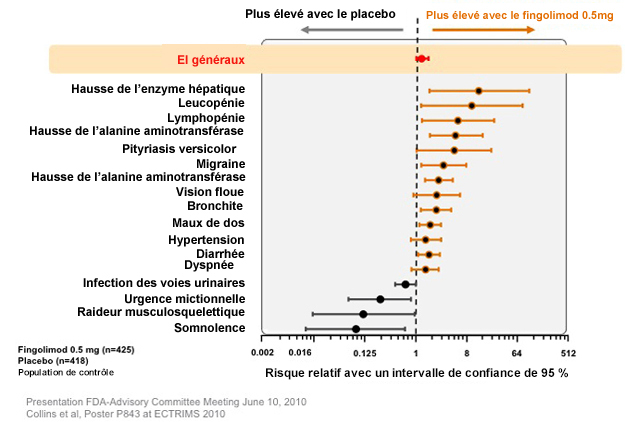 Plus élevé avec le placebo
Plus élevé avec le fingolimod 0.5mg
EI généraux
Hausse de l'enzyme hépatique
Leucopénie
Lymphopénie
Hausse de l'alanine aminotransférase
Pityriasis versicolor
Migraine
Hausse de l'alanine aminotransférase
Vision floue
Bronchite
Maux de dos
Hypertension
Diarrhée
Dyspnée
Infection des voies urinaires
Urgence mictionnelle
Raideur musculosquelettique
Somnolence
0.002 0.016 0.125 1 8 64 512
Fingolimod 0.5 mg (n=425)
Placebo (n=418)
Population de contrôle
Risque relatif avec un intervalle de confiance de 95 %
Presentation FDA-Advisory Committee Meeting June 10, 2010
Collins et al, Poster P843 at ECTRIMS 2010